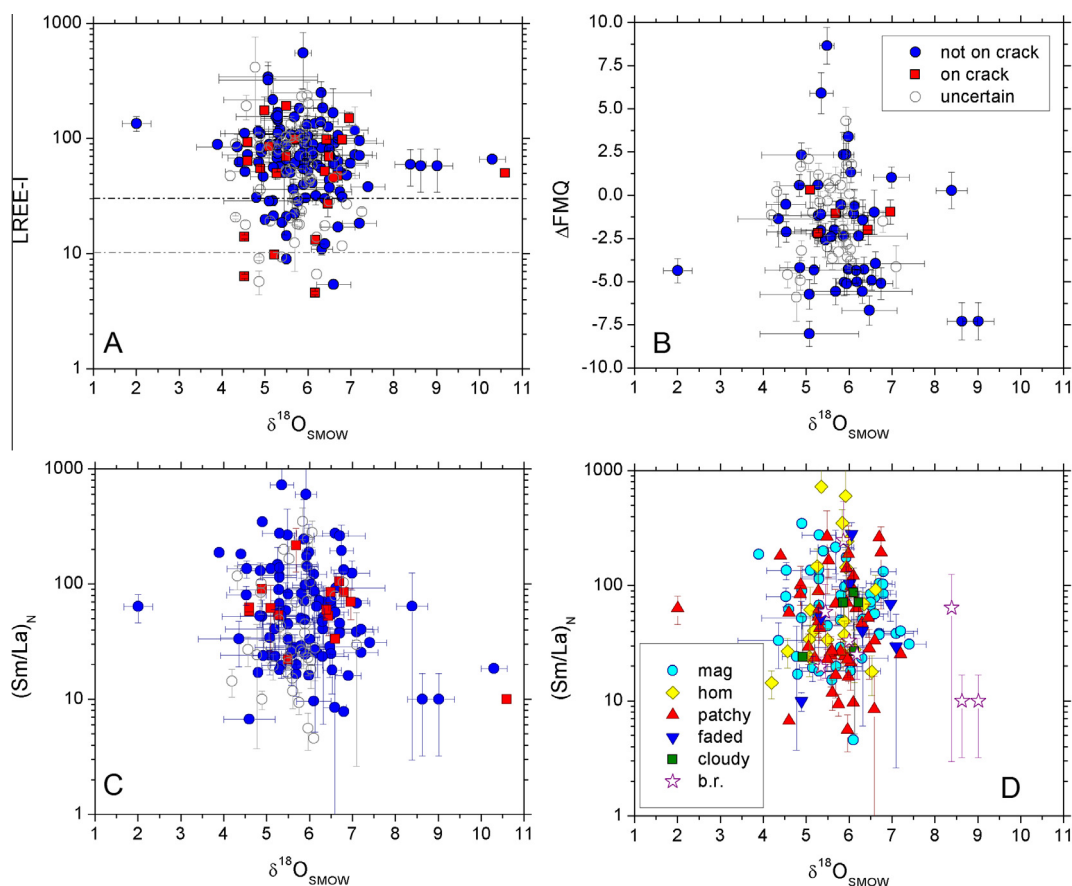 1000
100
10
1
LREE-I
A
1 2 3 4 5 6 7 8 9 10 11
δ18OSMOW
10.0
7.5
5.0
2.5
0.0
-2.5
-5.0
-7.5
-10.0
ΔFMQ
not on crack
on crack
uncertain
B
1 2 3 4 5 6 7 8 9 10 11
δ18OSMOW
1000
100
10
1
(Sm/La)N
C
1 2 3 4 5 6 7 8 9 10 11
δ18OSMOW
1000
100
10
1
(Sm/La)N
mag
hom
patchy
faded
cloudy
b.r.
D
1 2 3 4 5 6 7 8 9 10 11
δ18OSMOW